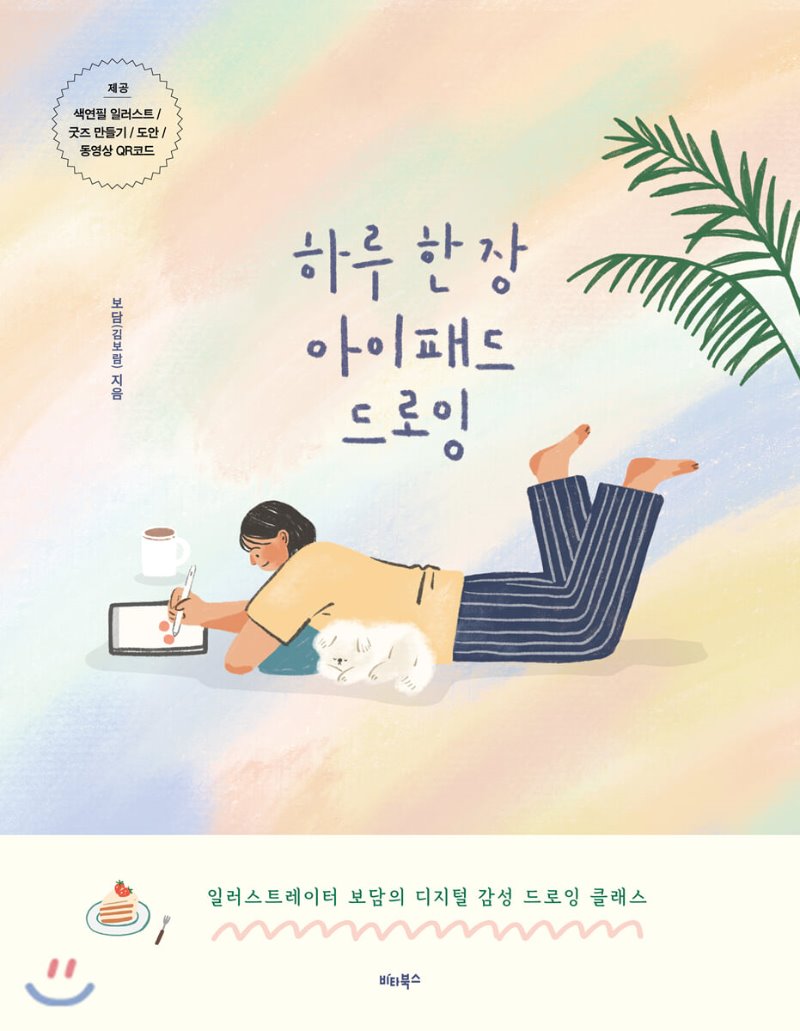 제공
색연필 일러스트 /
굿즈 만들기 / 도안 /
동영상 QR코드
하루 한 장
아이패드
드로잉
보담(김보람) 지음
일러스트레이터 보담의 디지털 감성 드로잉 클래스
비타북스